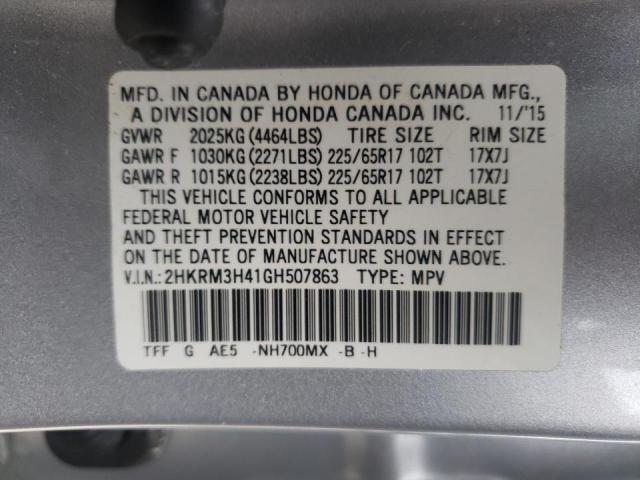 MFD. IN CANADA BY HONDA OF CANADA MFG.,
A DIVISION OF HONDA CANADA INC. 11/'15
GVWR 2025KG (4464LBS) TIRE SIZE RIM SIZE
GAWR F 1030KG (2271LBS) 225/65R17 102T 17X7J
GAWR R 1015KG (2238LBS) 225/65R17 102T 17X7J
THIS VEHICLE CONFORMS TO ALL APPLICABLE
FEDERAL MOTOR VEHICLE SAFETY
AND THEFT PREVENTION STANDARDS IN EFFECT
ON THE DATE OF MANUFACTURE SHOWN ABOVE.
V.I.N.: 2HKRM3H41GH507863 TYPE: MPV
TFF G AE5 -NH700MX -B -H